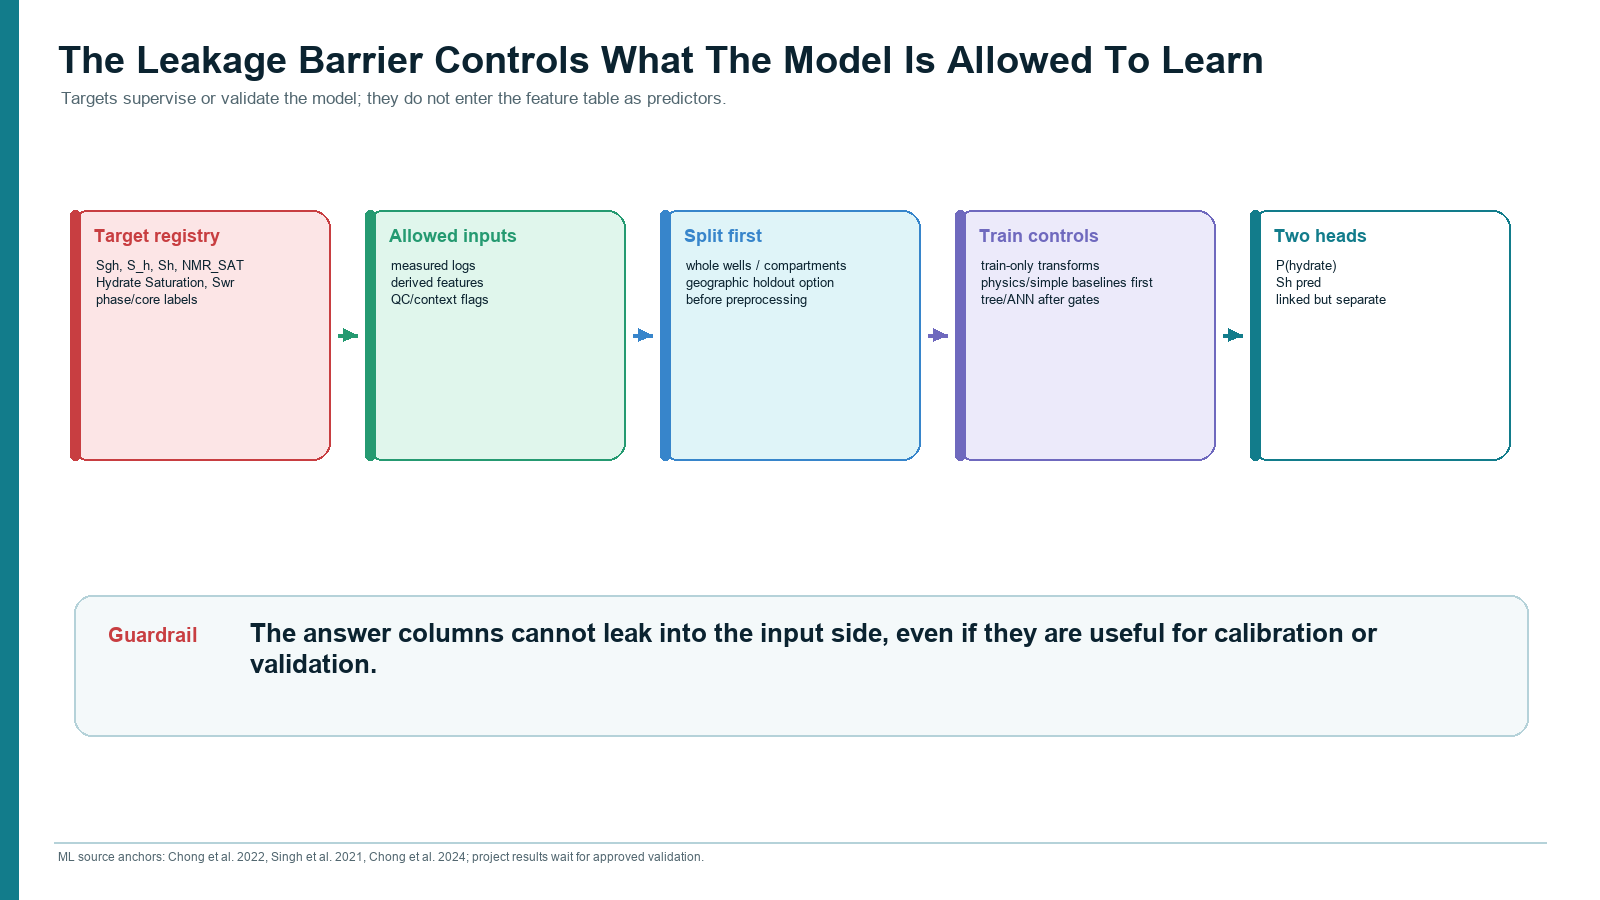 The Leakage Barrier Controls What The Model Is Allowed To Learn
Targets supervise or validate the model; they do not enter the feature table as predictors.
Target registry
Sgh, S_h, Sh, NMR_SAT
Hydrate Saturation, Swr
phase/core labels
Allowed inputs
measured logs
derived features
QC/context flags
Split first
whole wells / compartments
geographic holdout option
before preprocessing
Train controls
train-only transforms
physics/simple baselines first
tree/ANN after gates
Two heads
P(hydrate)
Sh pred
linked but separate
Guardrail
The answer columns cannot leak into the input side, even if they are useful for calibration or
validation.
ML source anchors: Chong et al. 2022, Singh et al. 2021, Chong et al. 2024; project results wait for approved validation.